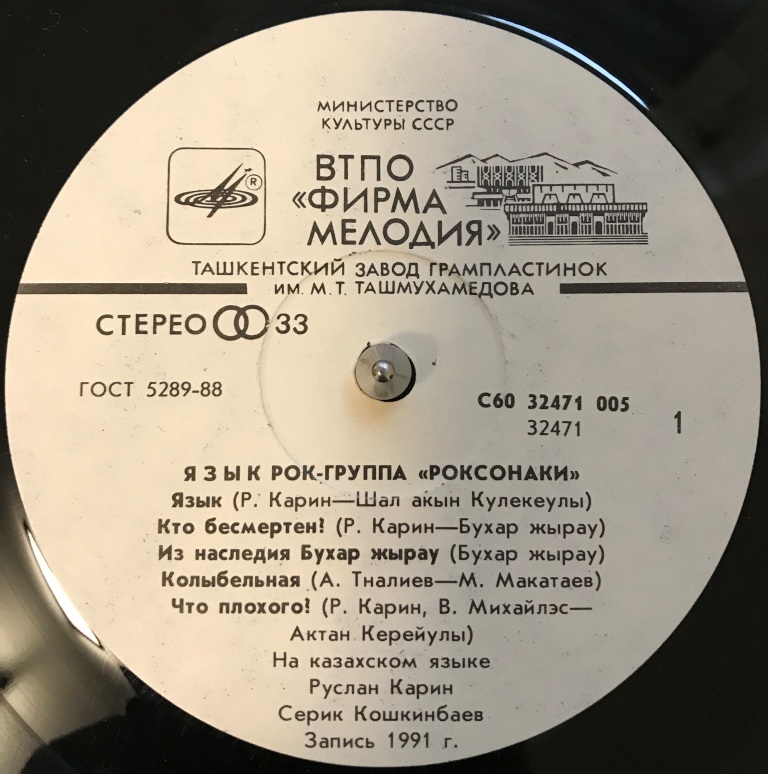 МИНИСТЕРСТВО
КУЛЬТУРЫ СССР
ВТПО
«ФИРМА
МЕЛОДИЯ»
®
ТАШКЕНТСКИЙ ЗАВОД ГРАМПЛАСТИНОК
ИМ. М.Т. ТАШМУХАМЕДОВА
СТЕРЕО 33
ГОСТ 5289-88
С60 32471 005
32471
1
ЯЗЫК РОК-ГРУППА «РОКСОНАКИ»
Язык (Р. Карин—Шал акын Кулекеулы)
Кто бесмертен? (Р. Карин—Бухар жырау)
Из наследия Бухар жырау (Бухар жырау)
Колыбельная (А. Тналиев—М. Макатаев)
Что плохого? (Р. Карин, В. Михайлэс—
Актан Керейулы)
На казахском языке
Руслан Карин
Серик Кошкинбаев
Запись 1991 г.